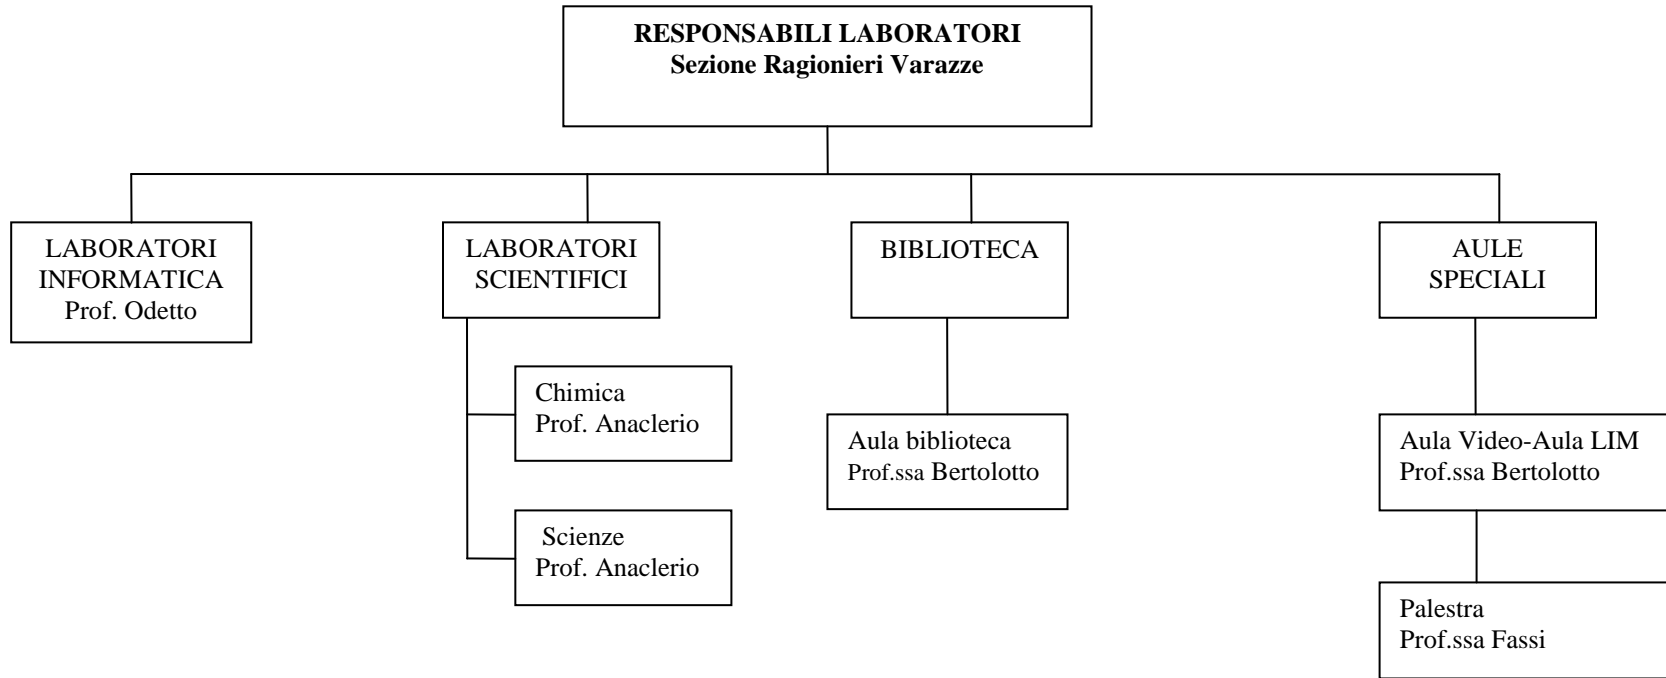 RESPONSABILI LABORATORI
Sezione Ragionieri Varazze
LABORATORI
INFORMATICA
Prof. Odetto
LABORATORI
SCIENTIFICI
BIBLIOTECA
AULE
SPECIALI
Chimica
Prof. Anaclerio
Scienze
Prof. Anaclerio
Aula biblioteca
Prof.ssa Bertolotto
Aula Video-Aula LIM
Prof.ssa Bertolotto
Palestra
Prof.ssa Fassi